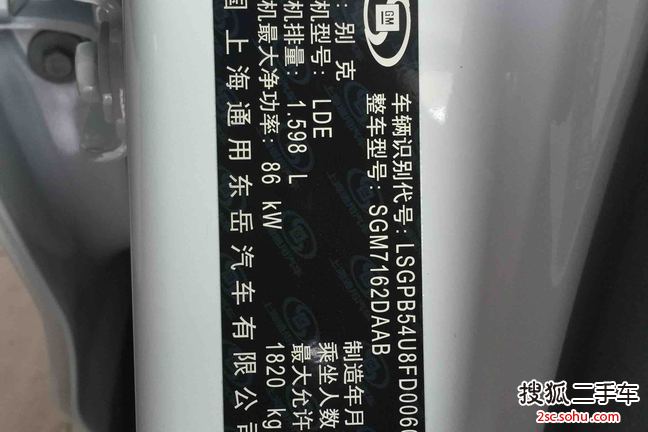 GM
车辆识别代号: LSGPB54U8FD006
整车型号: SGM7162DAAB
: 别克
机型号: LDE 制造年月
机排量: 1.598 L 乘坐人数
机最大净功率: 86 kW 最大允许
1820 kg
国上海通用东岳汽车有限公司
搜狐二手车
2sc.sohu.com